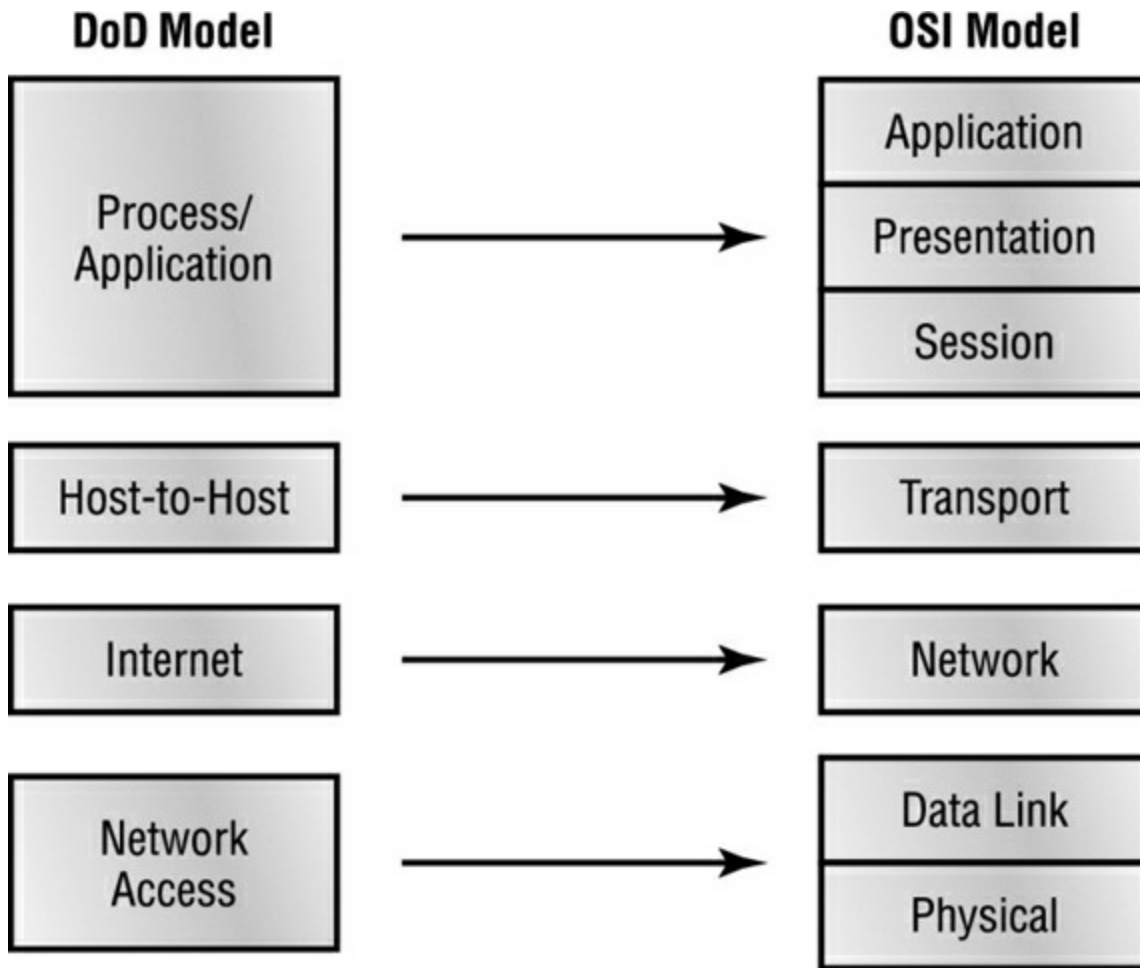 DoD Model
OSI Model
Process/
Application
Application
Presentation
Session
Host-to-Host
Transport
Internet
Network
Network
Access
Data Link
Physical